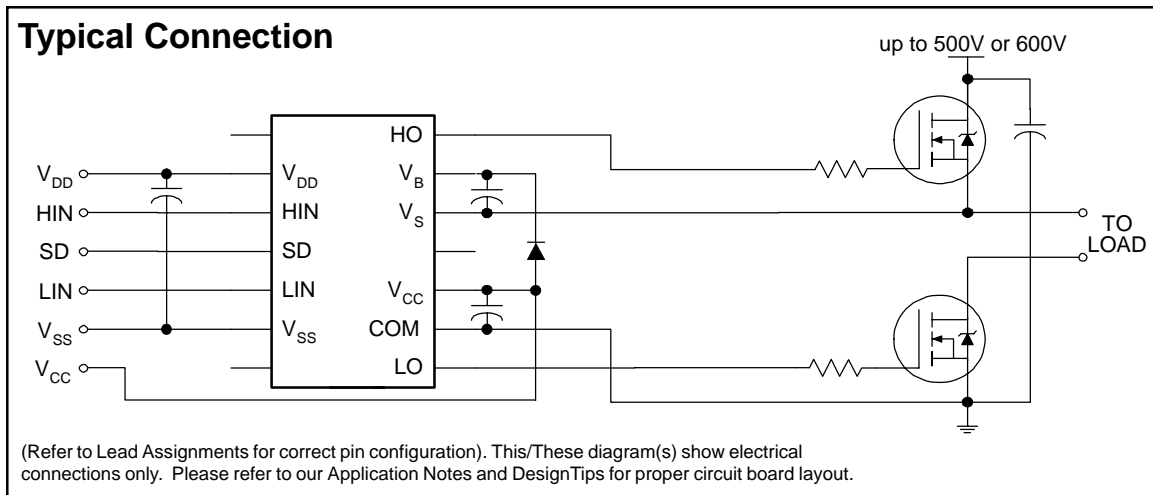 Typical Connection
up to 500V or 600V
HO
VDD
VDD
VB
HIN
HIN
VS
TO
LOAD
SD
SD
LIN
LIN
VCC
VSS
VSS
COM
VCC
LO
(Refer to Lead Assignments for correct pin configuration). This/These diagram(s) show electrical
connections only. Please refer to our Application Notes and DesignTips for proper circuit board layout.